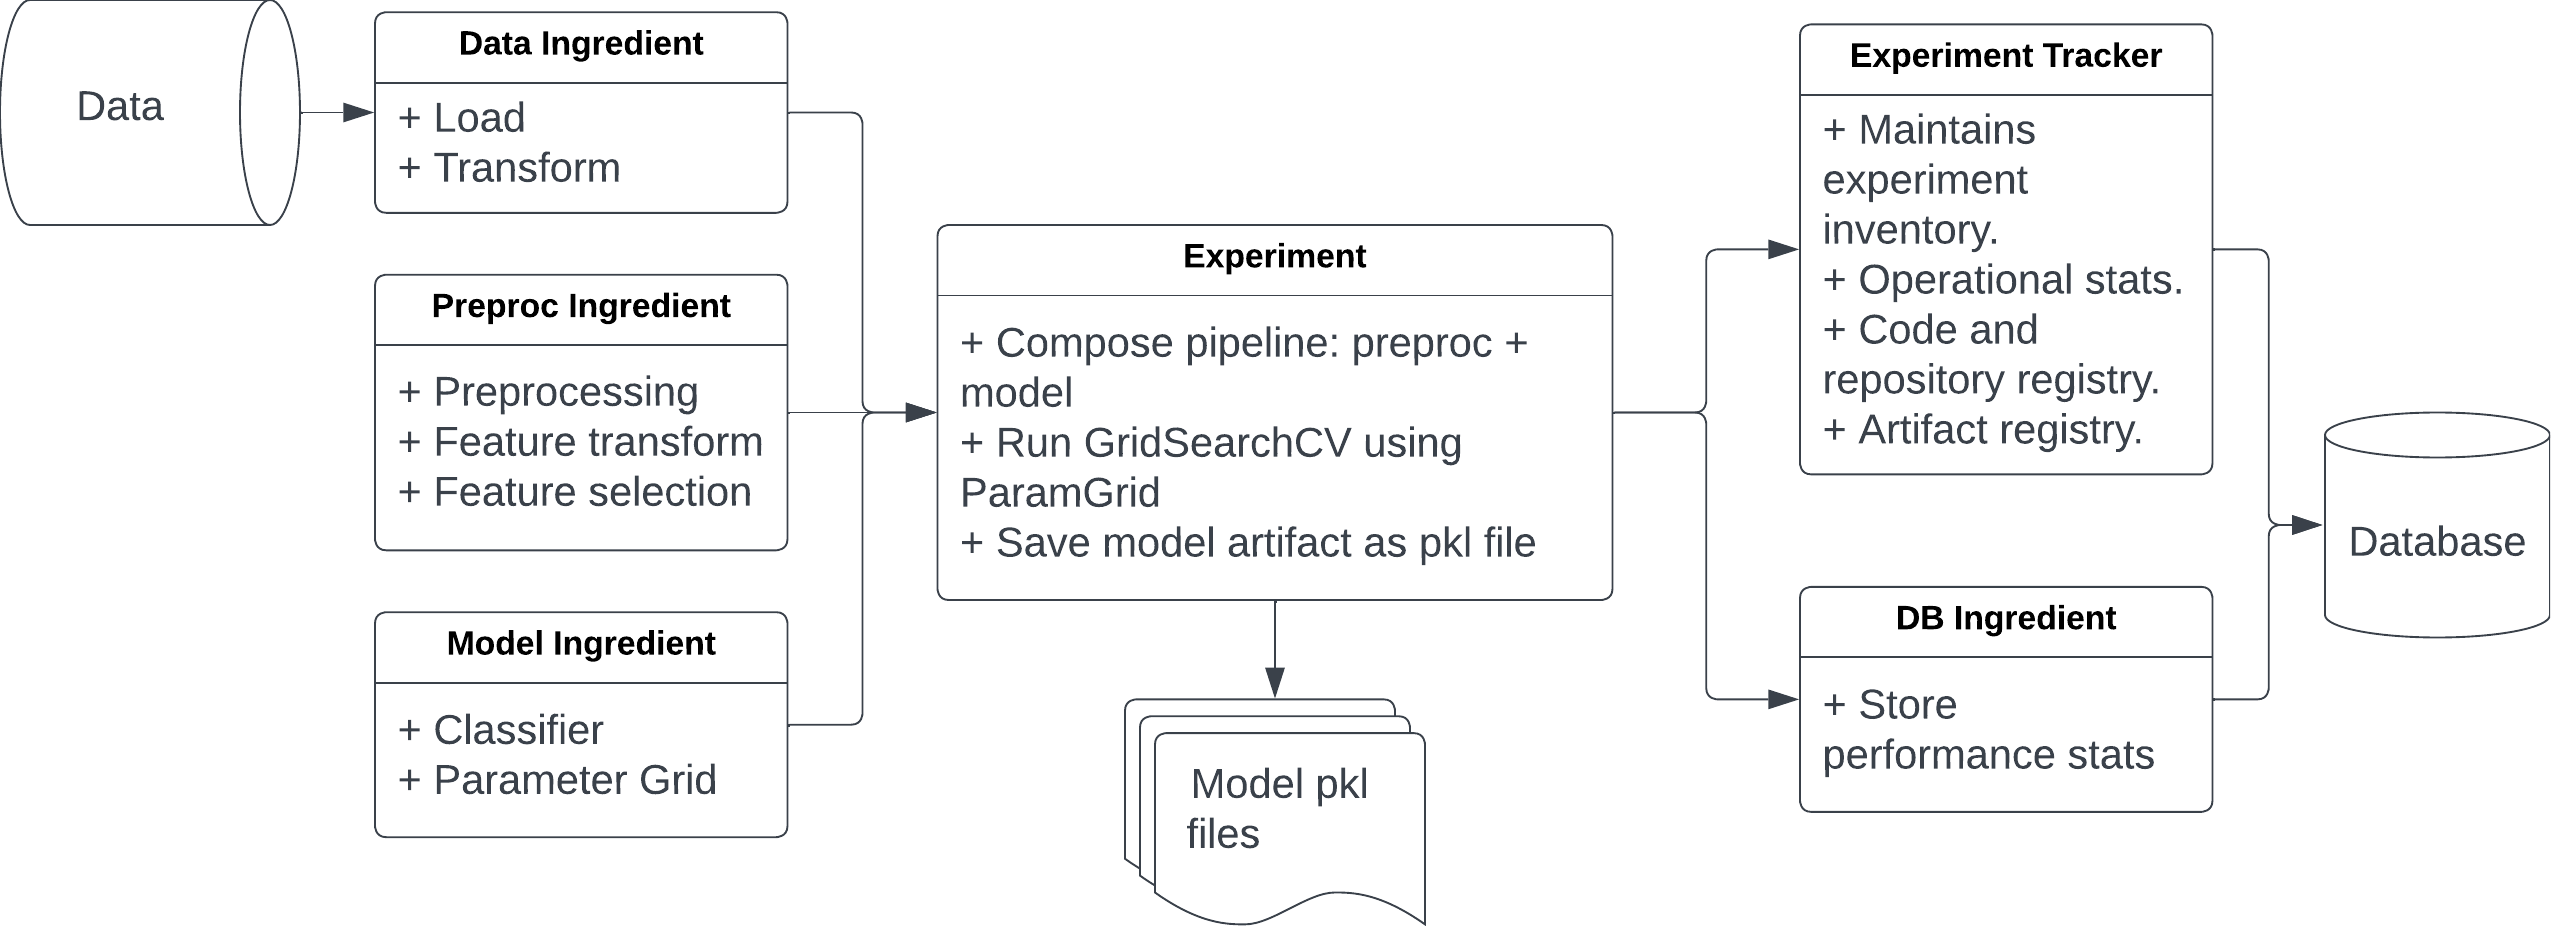 Data
Data Ingredient
+ Load
+ Transform
Preproc Ingredient
+ Preprocessing
+ Feature transform
+ Feature selection
Model Ingredient
+ Classifier
+ Parameter Grid
Experiment
+ Compose pipeline: preproc +
model
+ Run GridSearchCV using
ParamGrid
+ Save model artifact as pkl file
Model pkl
files
Experiment Tracker
+ Maintains
experiment
inventory.
+ Operational stats.
+ Code and
repository registry.
+ Artifact registry.
DB Ingredient
+ Store
performance stats
Database